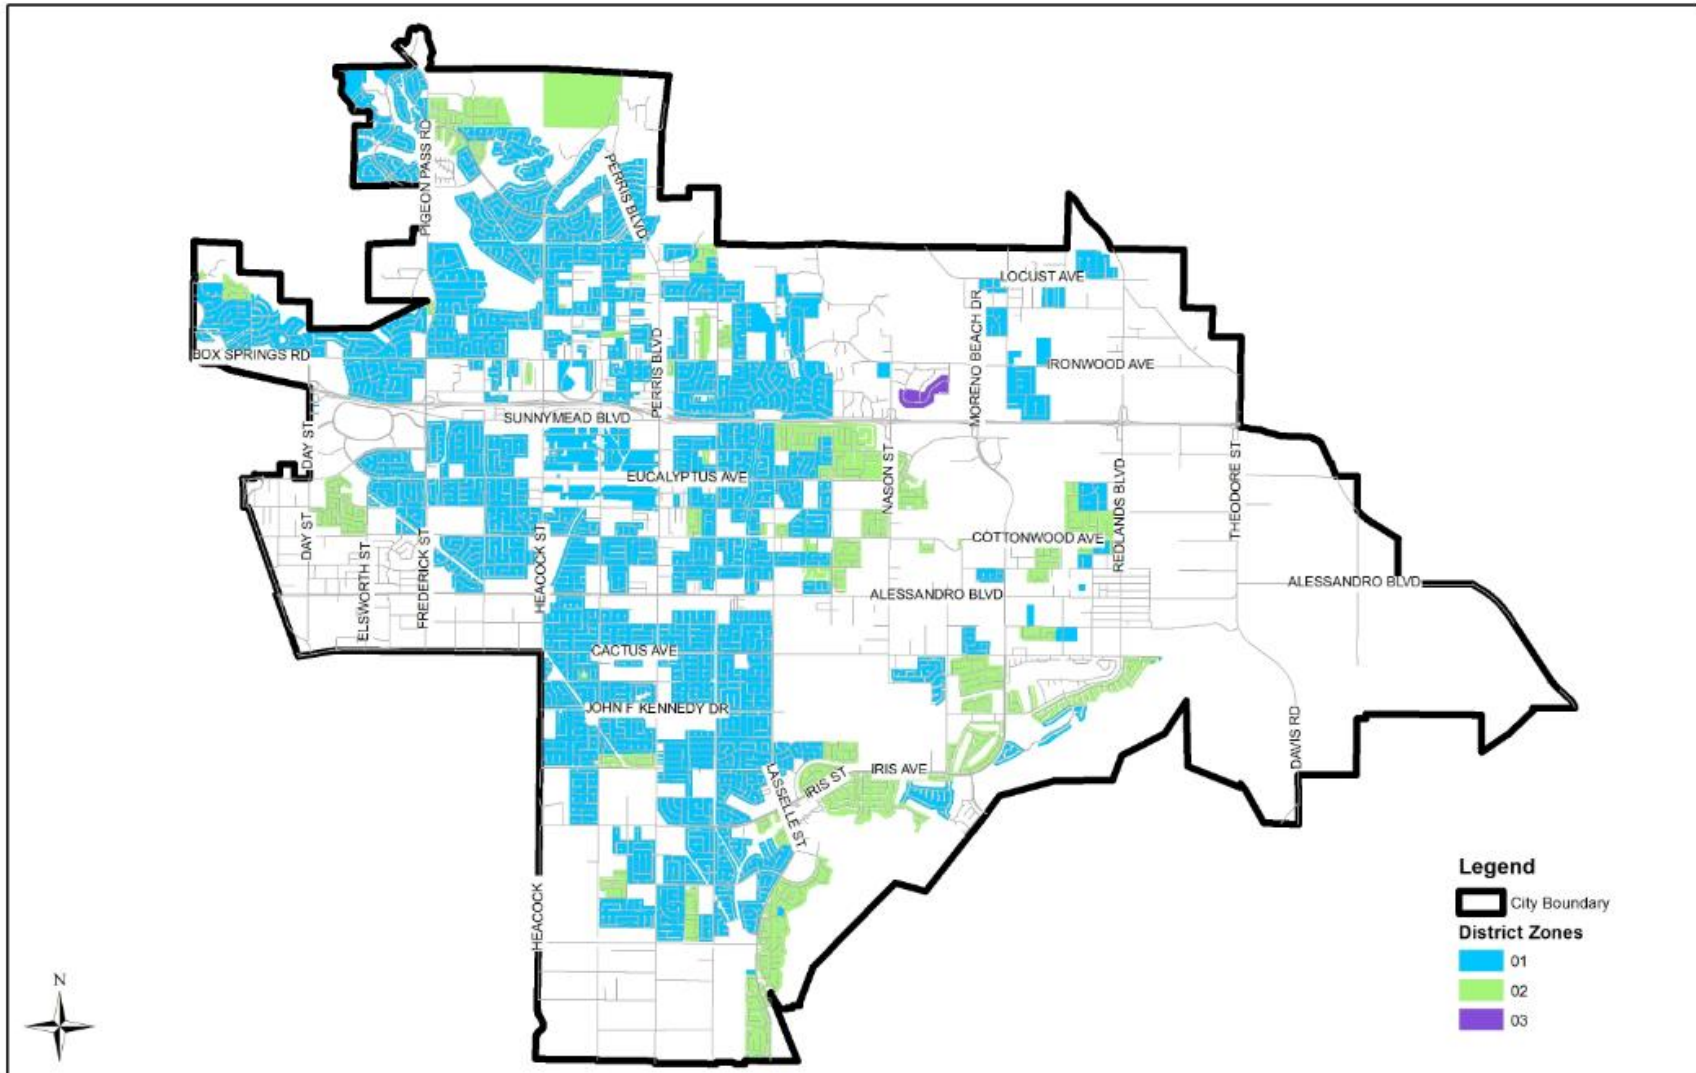 PIGEON PASS RD
PERRIS BLVD
LOCUST AVE
MORENO BEACH DR
BOX SPRINGS RD
PERRIS BLVD
IRONWOOD AVE
SUNNYMEAD BLVD
DAY ST
NASON ST
EUCALYPTUS AVE
REDLANDS BLVD
THEODORE ST
DAY ST
ELSWORTH ST
FREDERICK ST
HEACOCK ST
COTTONWOOD AVE
ALESSANDRO BLVD
ALESSANDRO BLVD
CACTUS AVE
JOHN F KENNEDY DR
DAVIS RD
LASSELLE ST
IRIS ST
IRIS AVE
HEACOCK
Legend
City Boundary
District Zones
01
02
03
N